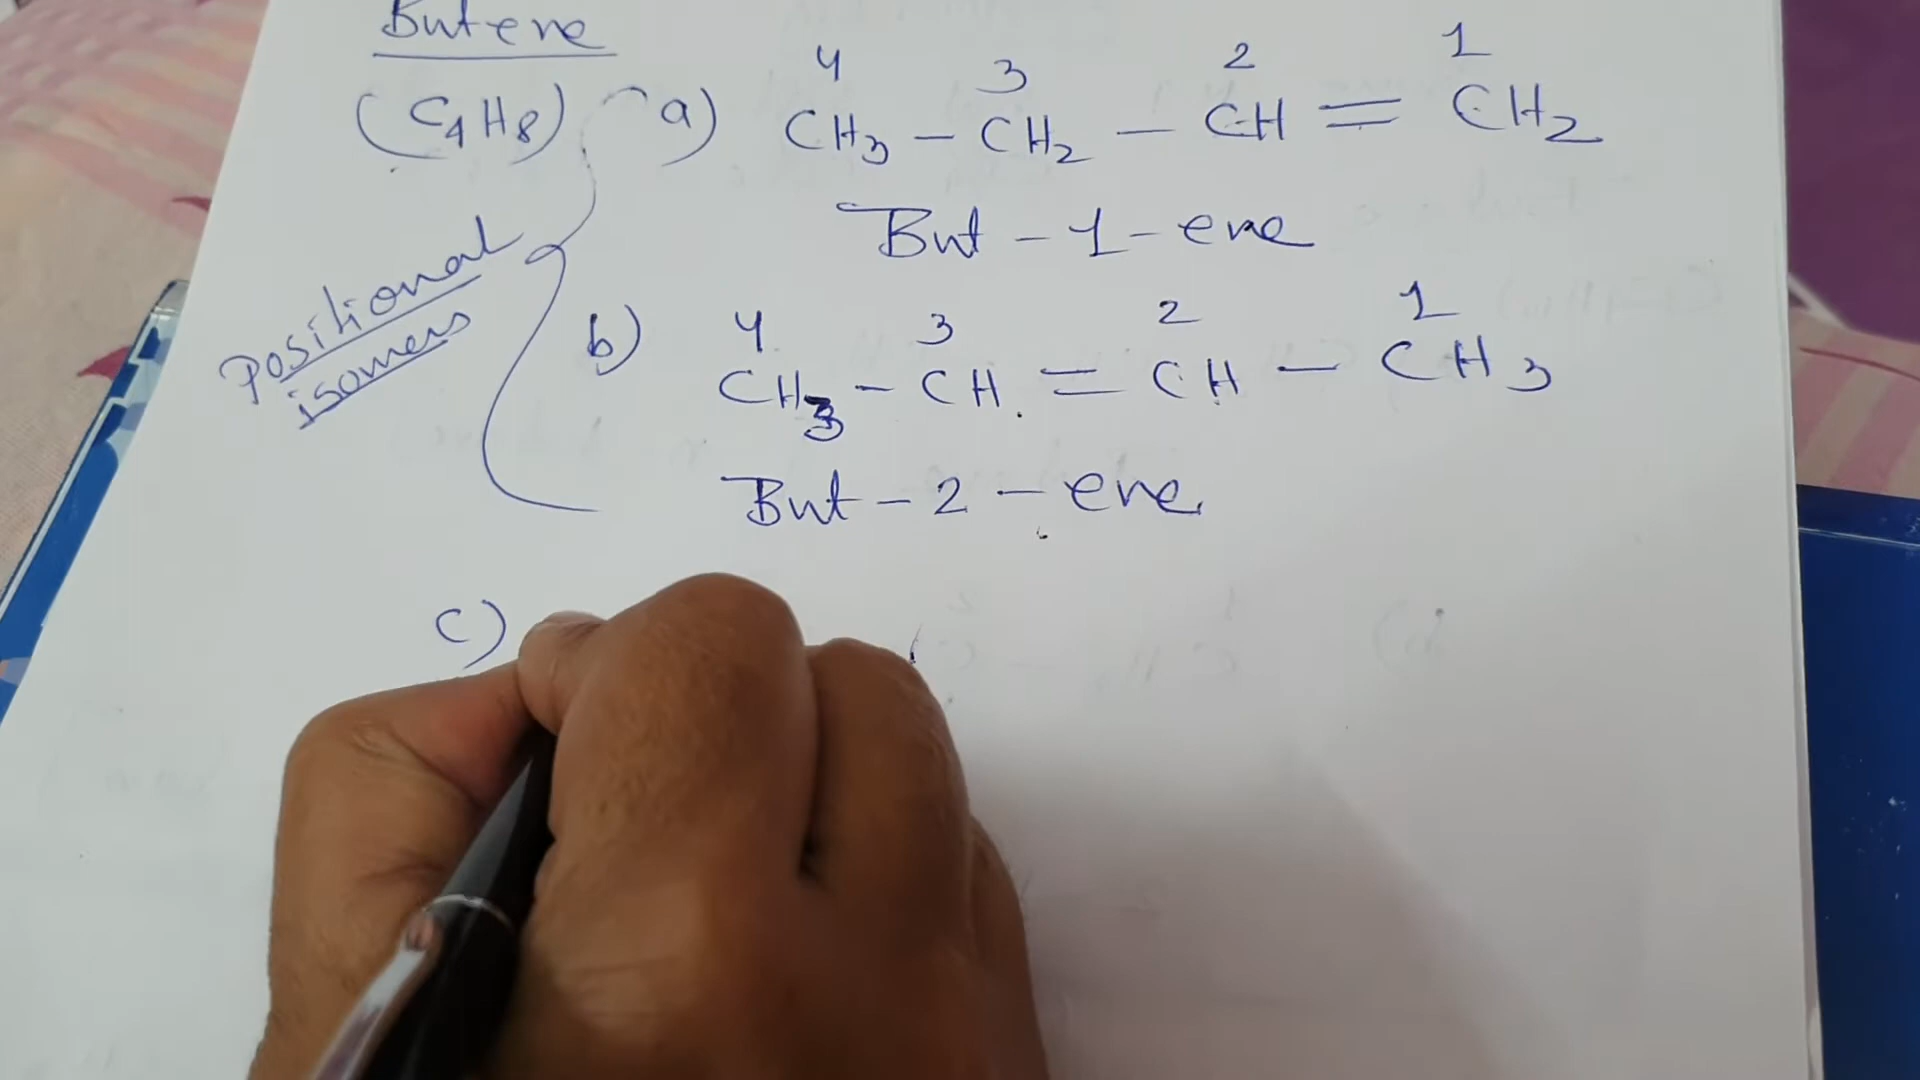 Butene
(C4H8)
a) CH3 - CH2 - CH = CH2
4 3 2 1
But - 1 - ene
Positional
isomers
b) CH3 - CH = CH - CH3
4 3 2 1
But - 2 - ene
c)